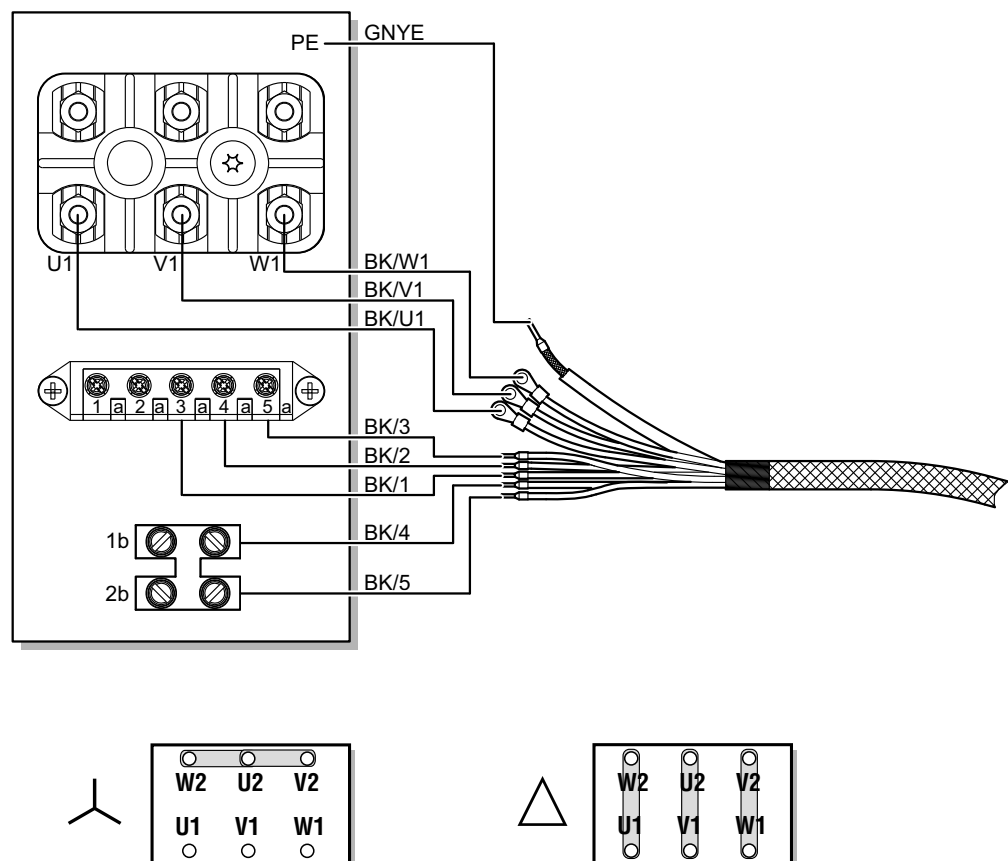 PE GNYE
U1 V1 W1
BK/W1
BK/V1
BK/U1
1 a 2 a 3 a 4 a 5 a
BK/3
BK/2
BK/1
1b BK/4
2b BK/5
W2 U2 V2 W2 U2 V2
U1 V1 W1 U1 V1 W1